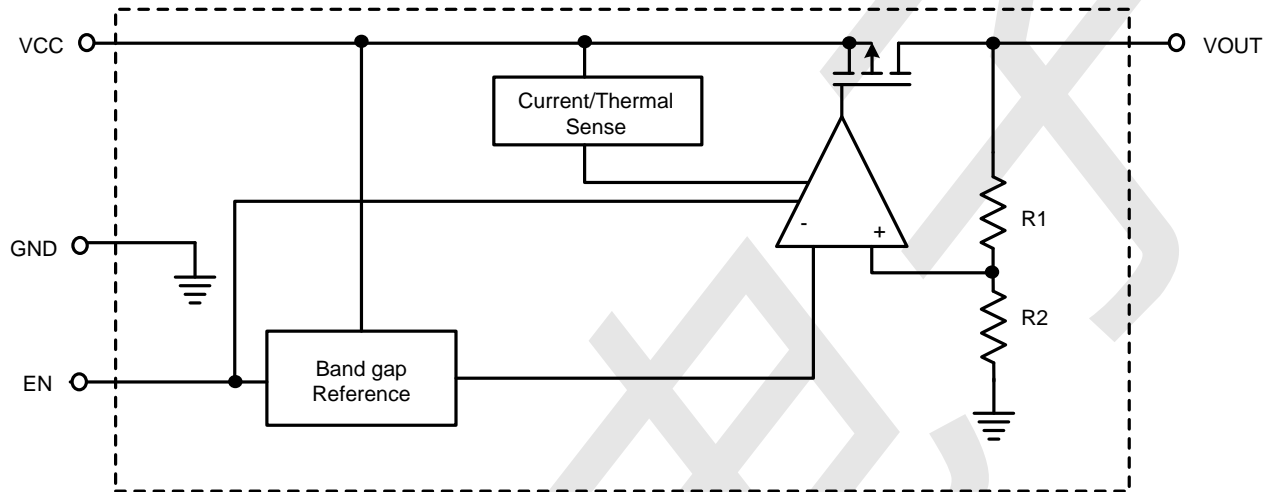 VCC
VOUT
Current/Thermal
Sense
-
+
R1
GND
R2
EN
Band gap
Reference